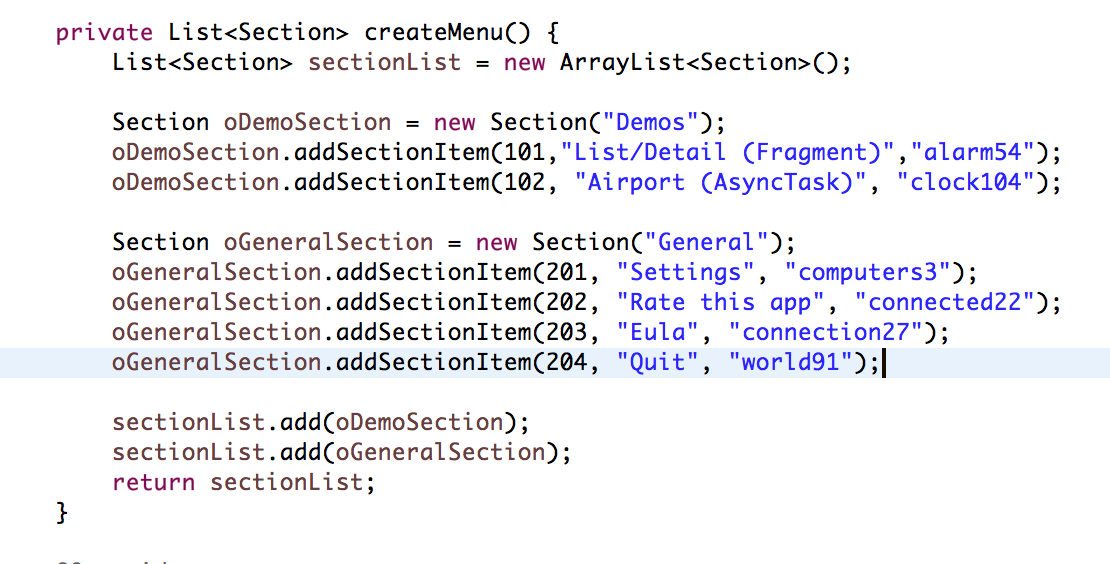 private List<Section> createMenu() {
List<Section> sectionList = new ArrayList<Section>();
Section oDemoSection = new Section("Demos");
oDemoSection.addSectionItem(101,"List/Detail (Fragment)","alarm54");
oDemoSection.addSectionItem(102, "Airport (AsyncTask)", "clock104");
Section oGeneralSection = new Section("General");
oGeneralSection.addSectionItem(201, "Settings", "computers3");
oGeneralSection.addSectionItem(202, "Rate this app", "connected22");
oGeneralSection.addSectionItem(203, "Eula", "connection27");
oGeneralSection.addSectionItem(204, "Quit", "world91");
sectionList.add(oDemoSection);
sectionList.add(oGeneralSection);
return sectionList;
}